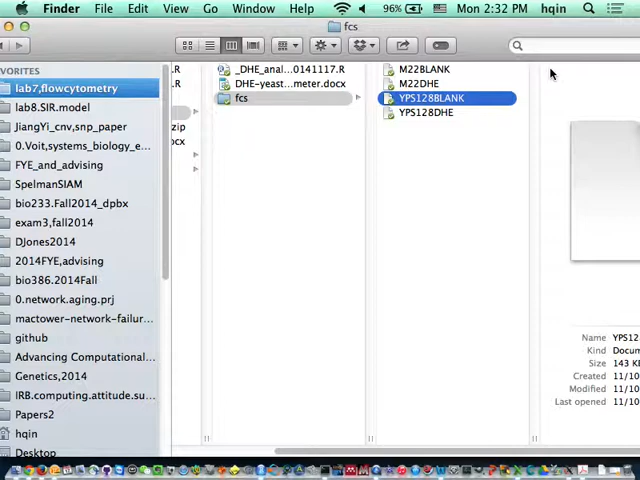 Finder File Edit View Go Window Help 96% Mon 2:32 PM hqin
fcs
VORITES
lab7,flowcytometry
lab8.SIR.model
JiangYi_cnv,snp_paper
0.Voit,systems_biology_e...
FYE_and_advising
SpelmanSIAM
bio233.Fall2014_dpbx
exam3,fall2014
DJones2014
2014FYE,advising
bio386.2014Fall
0.network.aging.prj
mactower-network-failur...
github
Advancing Computational...
Genetics,2014
IRB.computing.attitude.su...
Papers2
hqin
Desktop
.R
.R
zip
ocx
_DHE_anal...0141117.R
DHE-yeast...meter.docx
fcs
M22BLANK
M22DHE
YPS128BLANK
YPS128DHE
Name YPS12
Kind Docum
Size 143 KB
Created 11/10
Modified 11/10
Last opened 11/10